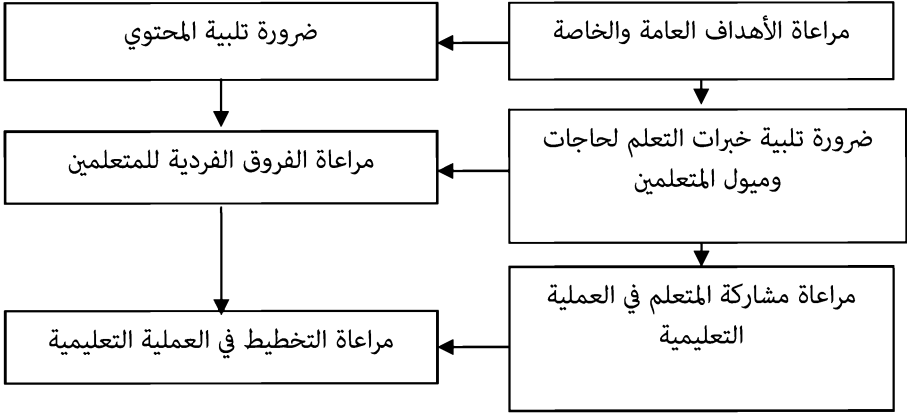 مراعاة الأهداف العامة والخاصة
ضرورة تلبية المحتوي
ضرورة تلبية خبرات التعلم لحاجات
وميول المتعلمين
مراعاة الفروق الفردية للمتعلمين
مراعاة مشاركة المتعلم في العملية
التعليمية
مراعاة التخطيط في العملية التعليمية